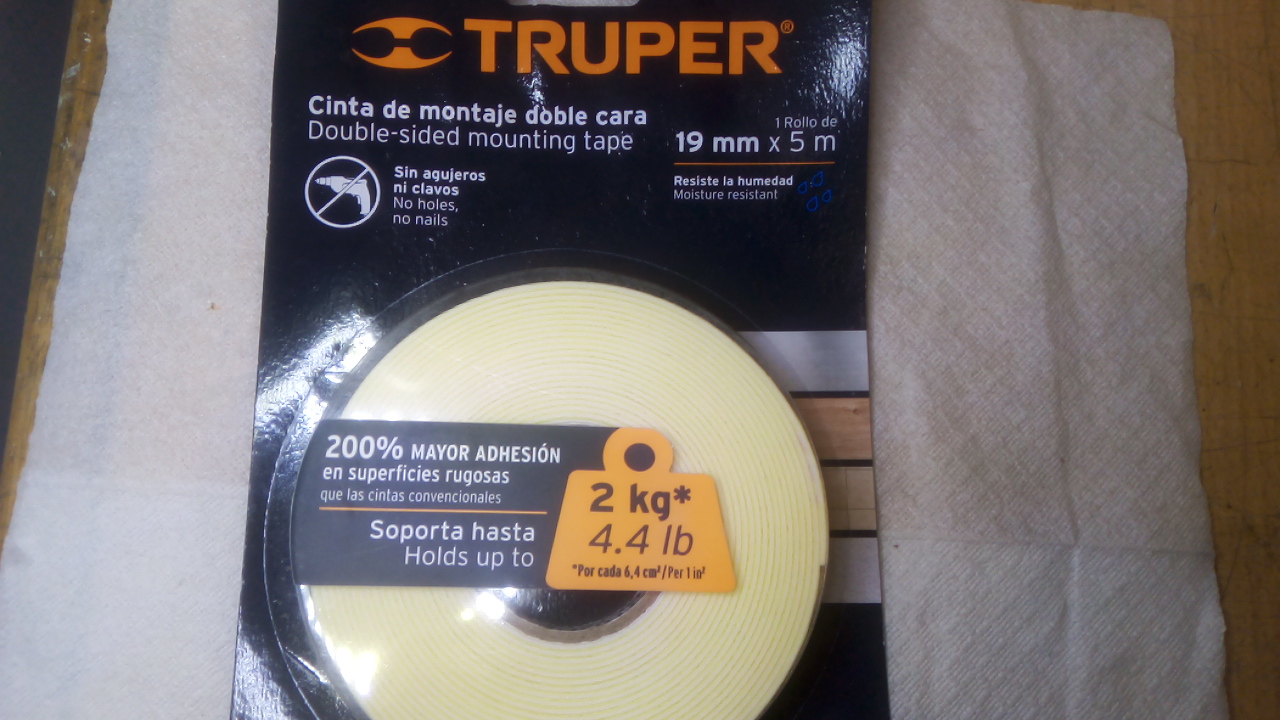 TRUPER®
Cinta de montaje doble cara
Double-sided mounting tape
1 Rollo de
19 mm x 5 m
Sin agujeros
ni clavos
No holes,
no nails
Resiste la humedad
Moisture resistant
200% MAYOR ADHESIÓN
en superficies rugosas
que las cintas convencionales
Soporta hasta
Holds up to
2 kg*
4.4 lb
*Por cada 6,4 cm²/Per 1 in²